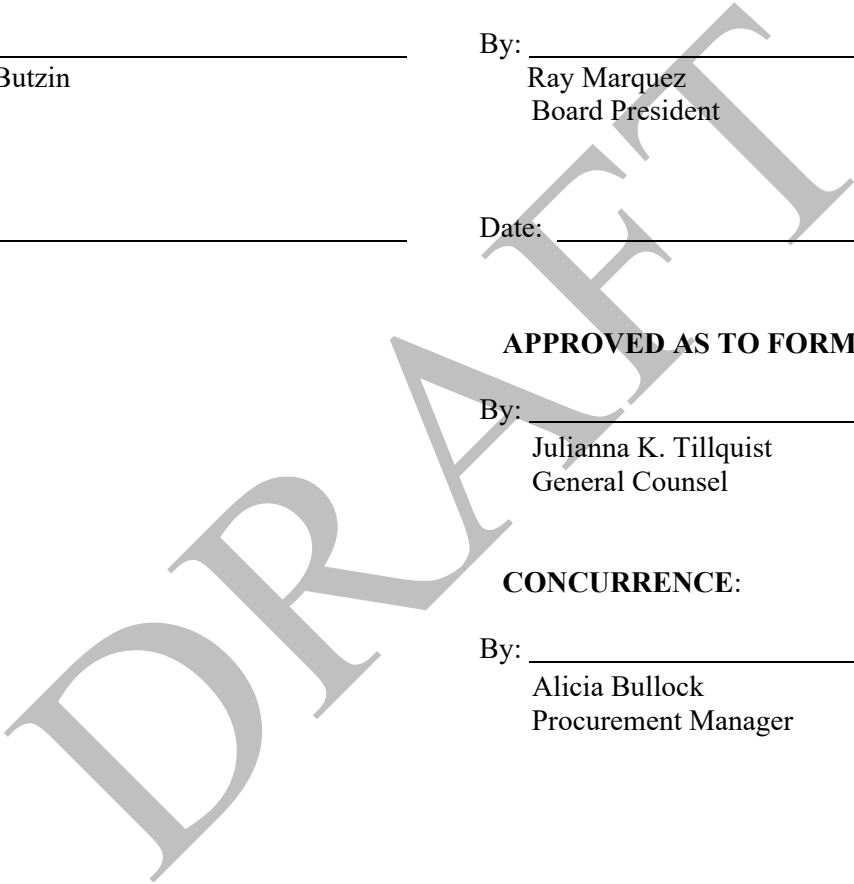 Butzin
By:
Ray Marquez
Board President
Date:
APPROVED AS TO FORM
By:
Julianna K. Tillquist
General Counsel
CONCURRENCE:
By:
Alicia Bullock
Procurement Manager
DRAFT